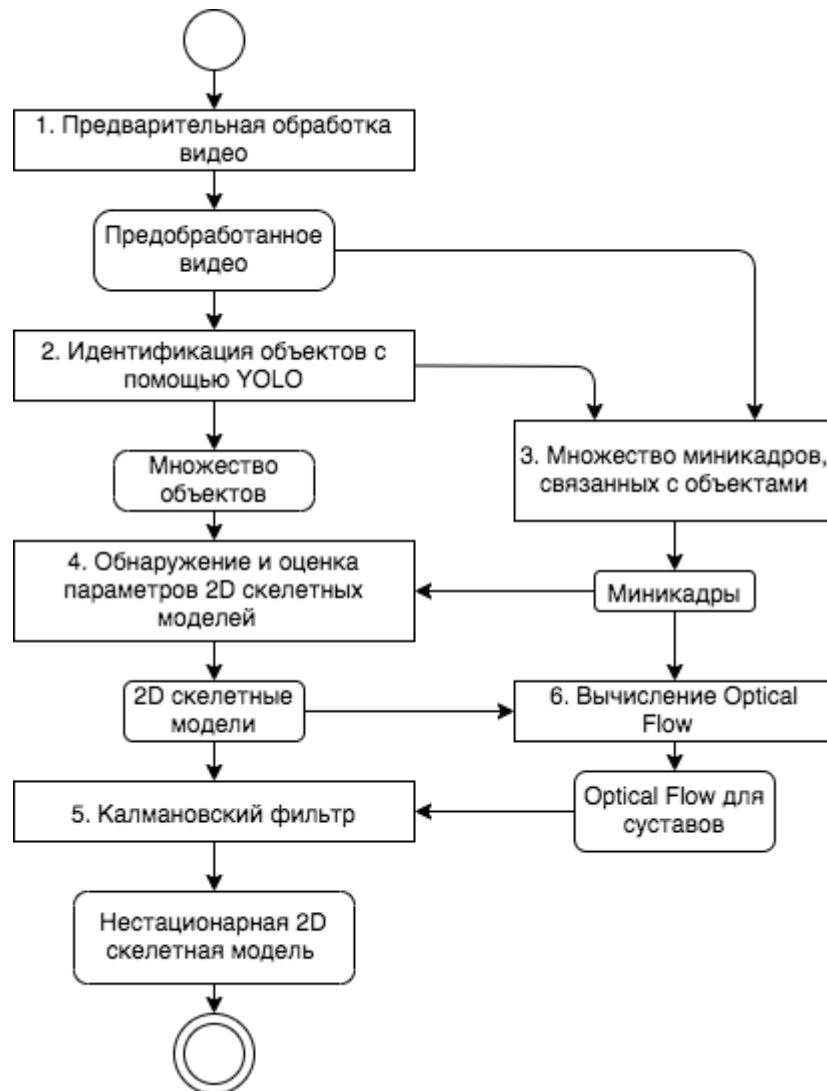 1. Предварительная обработка
видео
Предобработанное
видео
2. Идентификация объектов с
помощью YOLO
Множество
объектов
3. Множество миникадров,
связанных с объектами
4. Обнаружение и оценка
параметров 2D скелетных
моделей
Миникадры
2D скелетные
модели
6. Вычисление Optical
Flow
5. Калмановский фильтр
Optical Flow для
суставов
Нестационарная 2D
скелетная модель